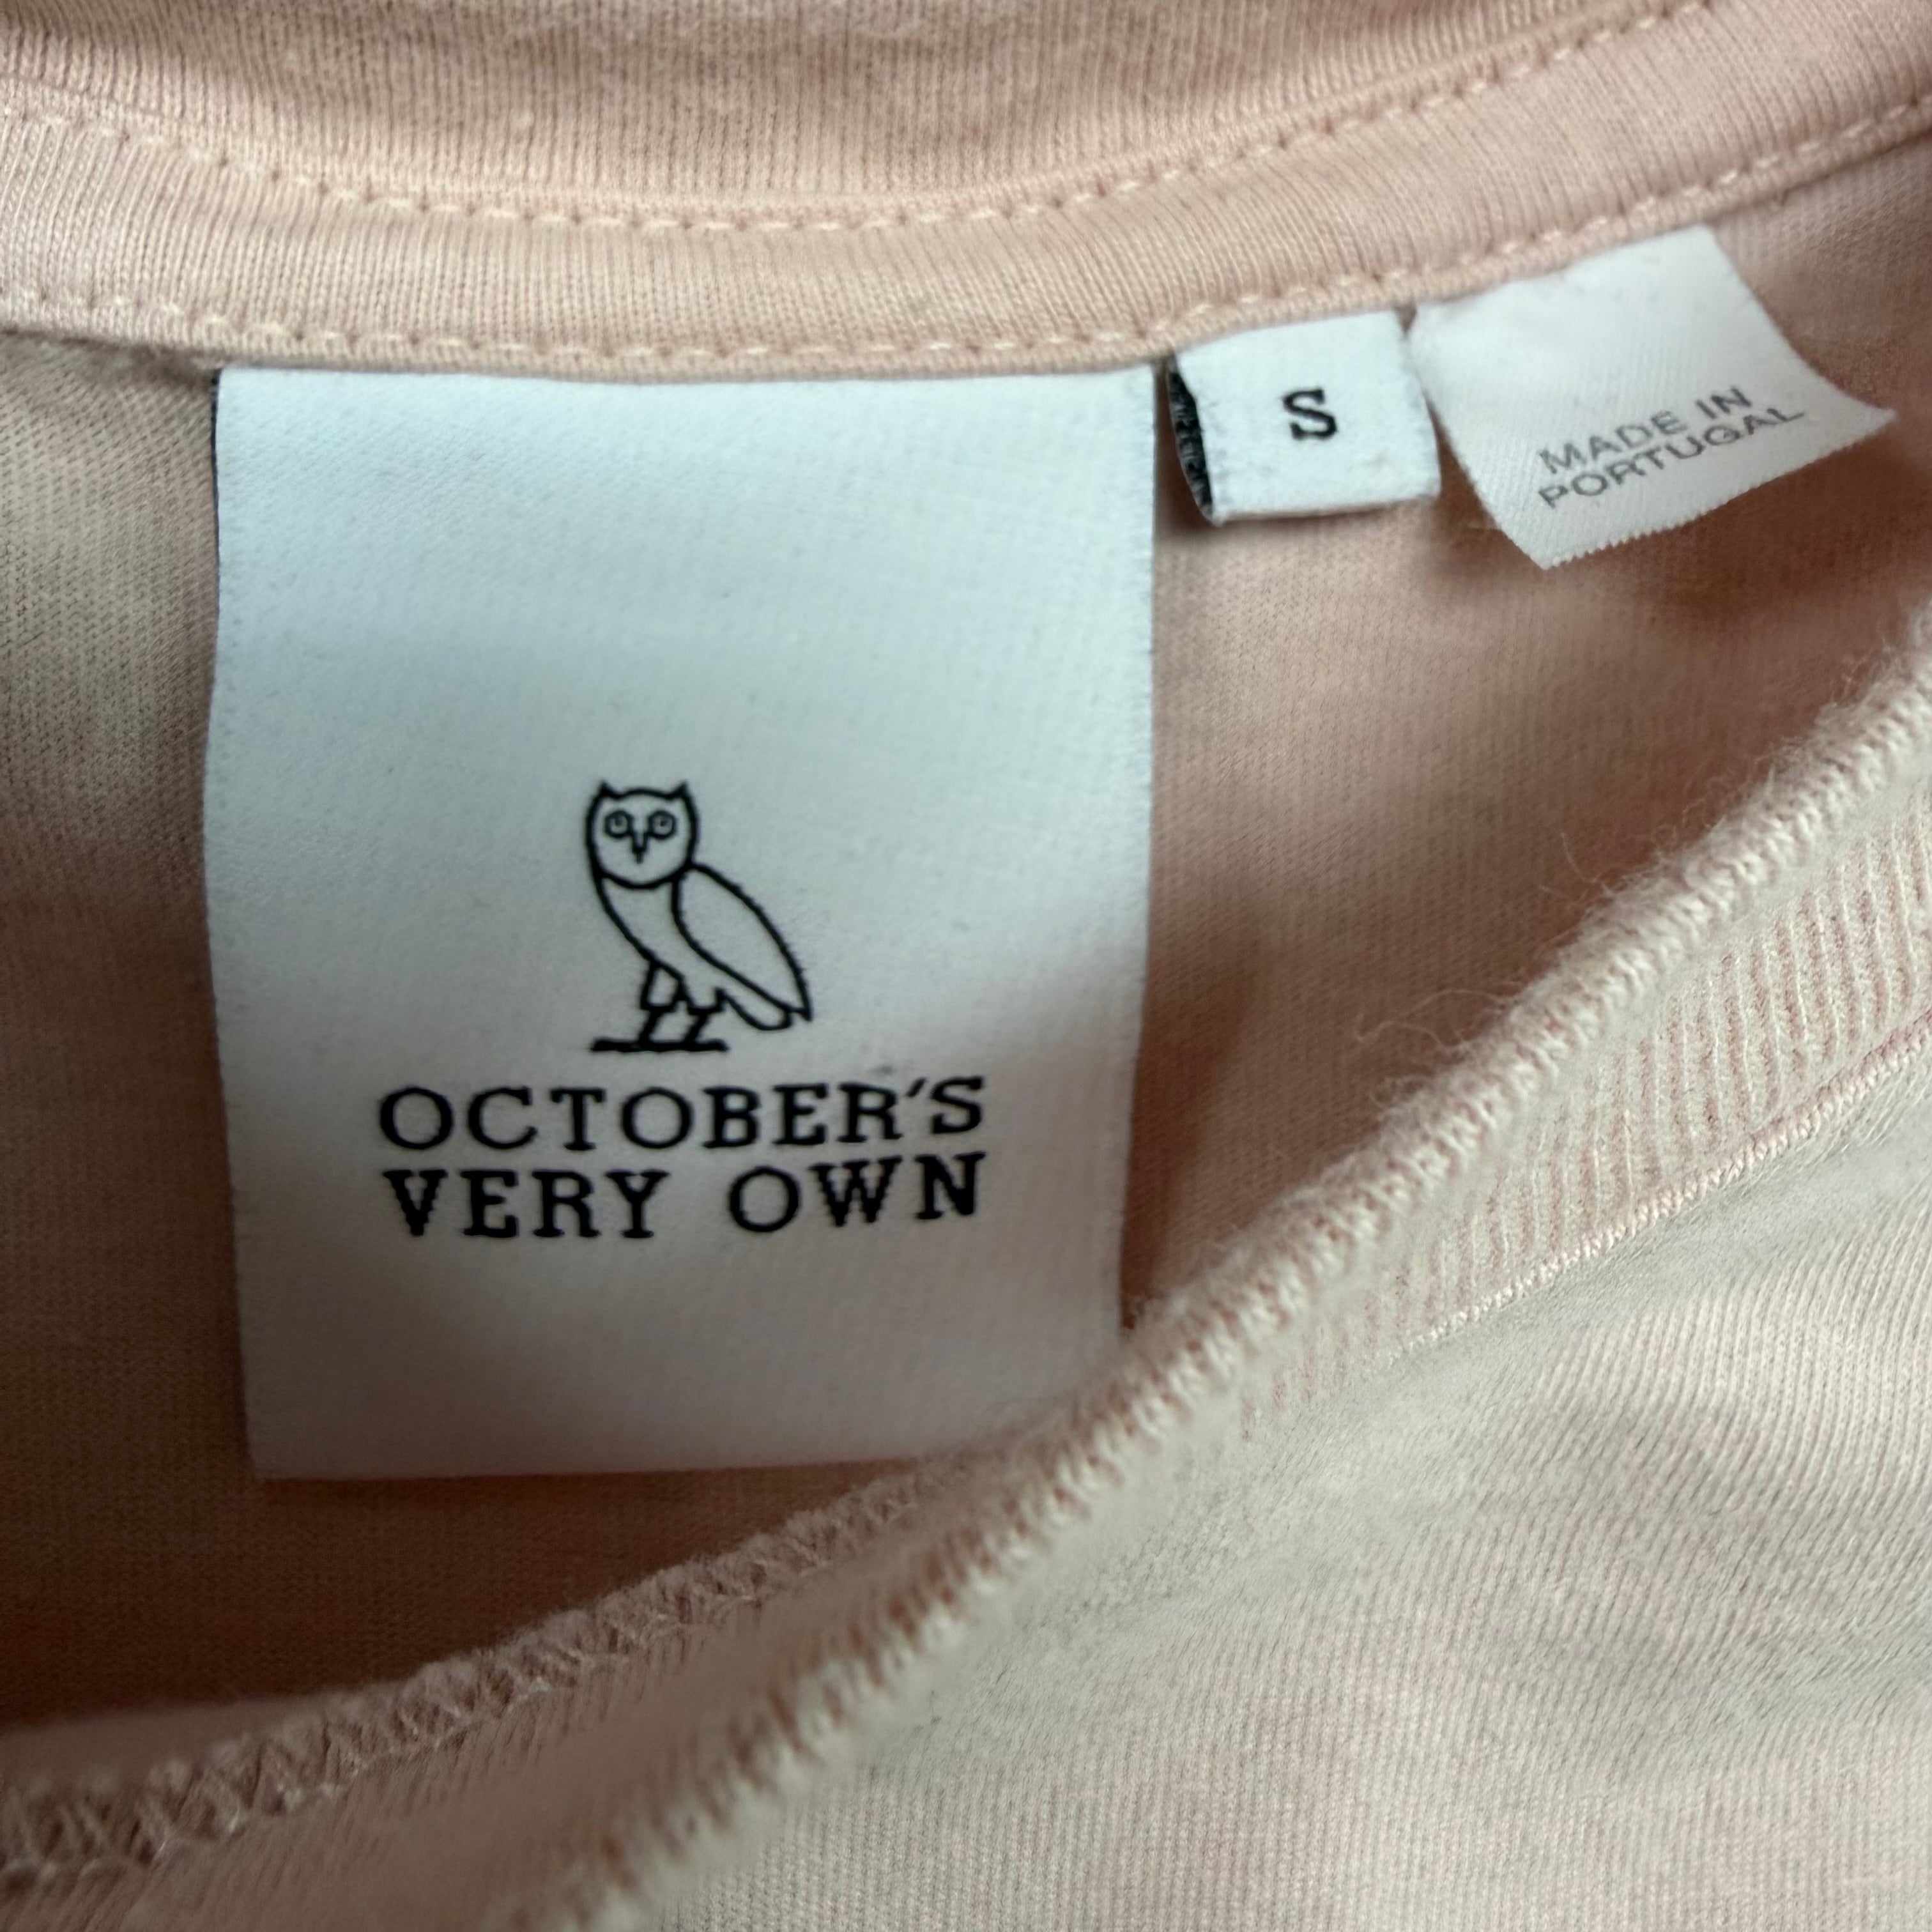 S
MADE IN
PORTUGAL
OCTOBER'S
VERY OWN